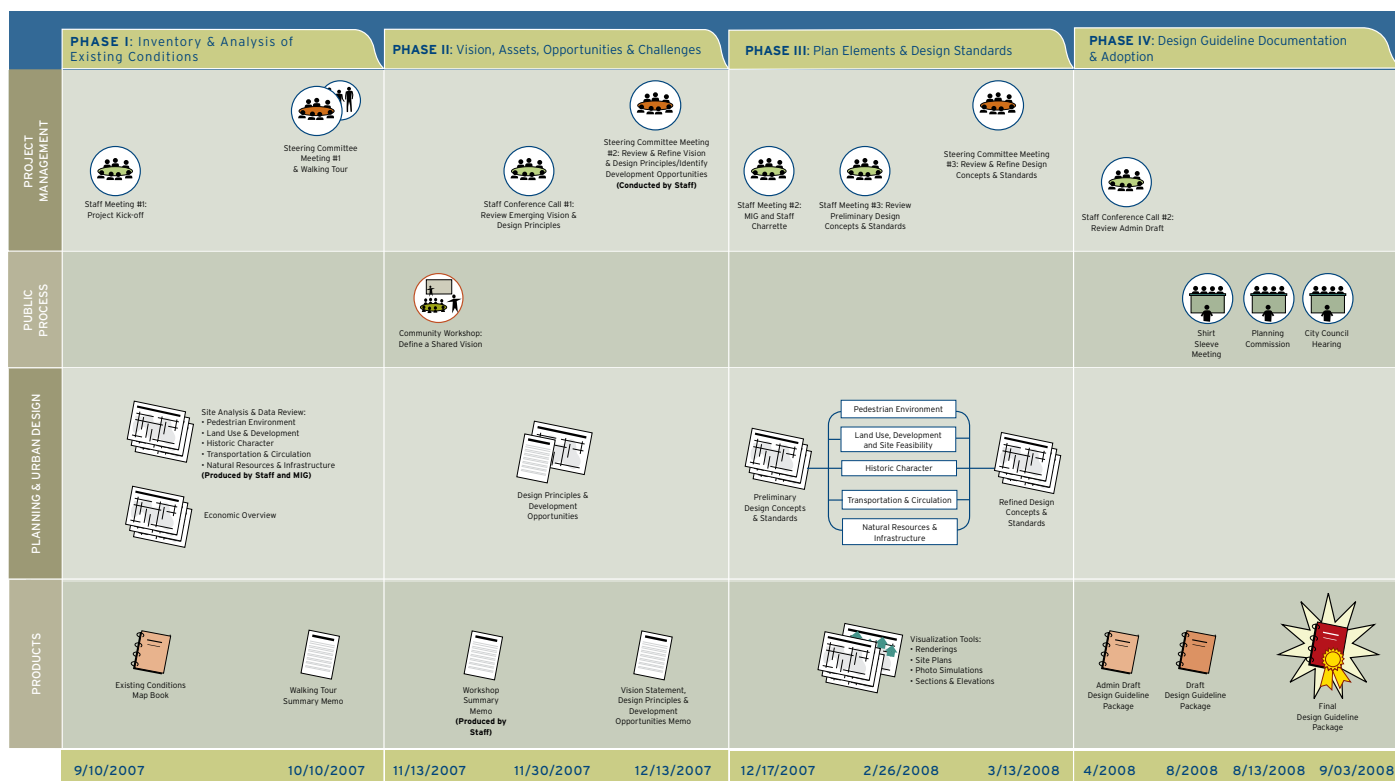 PHASE I: Inventory & Analysis of
Existing Conditions
PHASE II: Vision, Assets, Opportunities & Challenges
PHASE III: Plan Elements & Design Standards
PHASE IV: Design Guideline Documentation
& Adoption
PROJECT
MANAGEMENT
Staff Meeting #1:
Project Kick-off
Steering Committee
Meeting #1
& Walking Tour
Staff Conference Call #1:
Review Emerging Vision &
Design Principles
Steering Committee Meeting
#2: Review & Refine Vision
& Design Principles/Identify
Development Opportunities
(Conducted by Staff)
Staff Meeting #2:
MIG and Staff
Charrette
Staff Meeting #3: Review
Preliminary Design
Concepts & Standards
Steering Committee Meeting
#3: Review & Refine Design
Concepts & Standards
Staff Conference Call #2:
Review Admin Draft
PUBLIC
PROCESS
Community Workshop:
Define a Shared Vision
Shirt
Sleeve
Meeting
Planning
Commission
City Council
Hearing
PLANNING & URBAN DESIGN
Site Analysis & Data Review:
• Pedestrian Environment
• Land Use & Development
• Historic Character
• Transportation & Circulation
• Natural Resources & Infrastructure
(Produced by Staff and MIG)
Economic Overview
Design Principles &
Development
Opportunities
Preliminary
Design Concepts
& Standards
Pedestrian Environment
Land Use, Development
and Site Feasibility
Historic Character
Transportation & Circulation
Natural Resources &
Infrastructure
Refined Design
Concepts &
Standards
PRODUCTS
Existing Conditions
Map Book
Walking Tour
Summary Memo
Workshop
Summary
Memo
(Produced by
Staff)
Vision Statement,
Design Principles &
Development
Opportunities Memo
Visualization Tools:
• Renderings
• Site Plans
• Photo Simulations
• Sections & Elevations
Admin Draft
Design Guideline
Package
Draft
Design Guideline
Package
Final
Design Guideline
Package
9/10/2007
10/10/2007
11/13/2007
11/30/2007
12/13/2007
12/17/2007
2/26/2008
3/13/2008
4/2008
8/2008
8/13/2008
9/03/2008